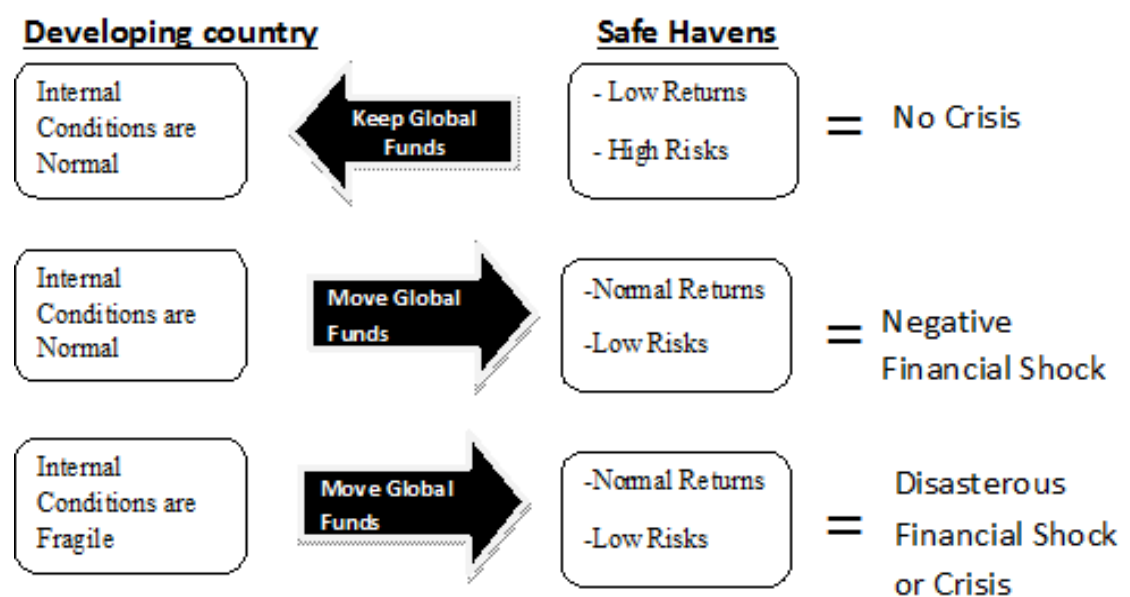 Developing country
Safe Havens
Internal
Conditions are
Normal
Keep Global
Funds
- Low Returns
- High Risks
= No Crisis
Internal
Conditions are
Normal
Move Global
Funds
-Normal Returns
-Low Risks
= Negative
Financial Shock
Internal
Conditions are
Fragile
Move Global
Funds
-Normal Returns
-Low Risks
= Disasterous
Financial Shock
or Crisis